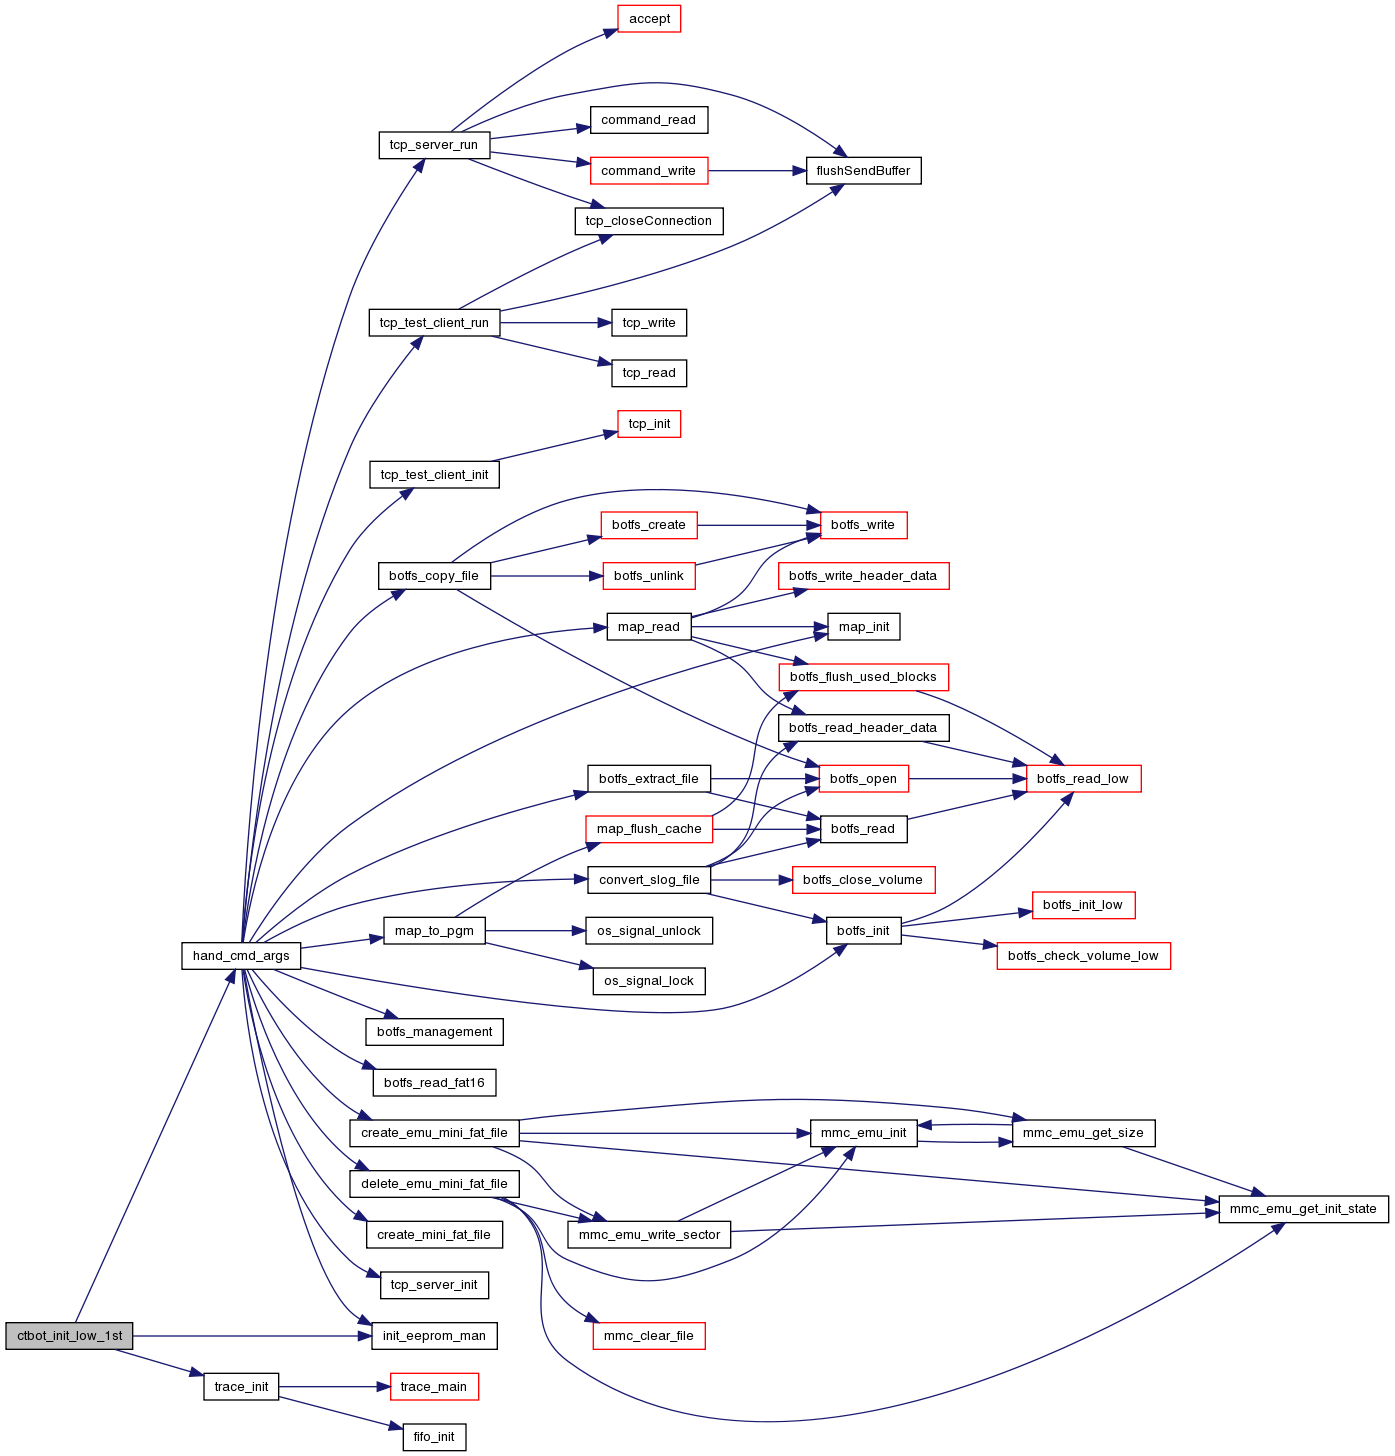 accept
command_read
tcp_server_run
command_write
flushSendBuffer
tcp_closeConnection
tcp_test_client_run
tcp_write
tcp_read
tcp_init
tcp_test_client_init
botfs_create
botfs_write
botfs_copy_file
botfs_unlink
botfs_write_header_data
map_read
map_init
botfs_flush_used_blocks
botfs_read_header_data
botfs_extract_file
botfs_open
botfs_read_low
map_flush_cache
botfs_read
convert_slog_file
botfs_close_volume
botfs_init_low
map_to_pgm
os_signal_unlock
botfs_init
hand_cmd_args
botfs_check_volume_low
os_signal_lock
botfs_management
botfs_read_fat16
create_emu_mini_fat_file
mmc_emu_init
mmc_emu_get_size
delete_emu_mini_fat_file
mmc_emu_get_init_state
create_mini_fat_file
mmc_emu_write_sector
tcp_server_init
ctbot_init_low_1st
init_eeprom_man
mmc_clear_file
trace_init
trace_main
fifo_init